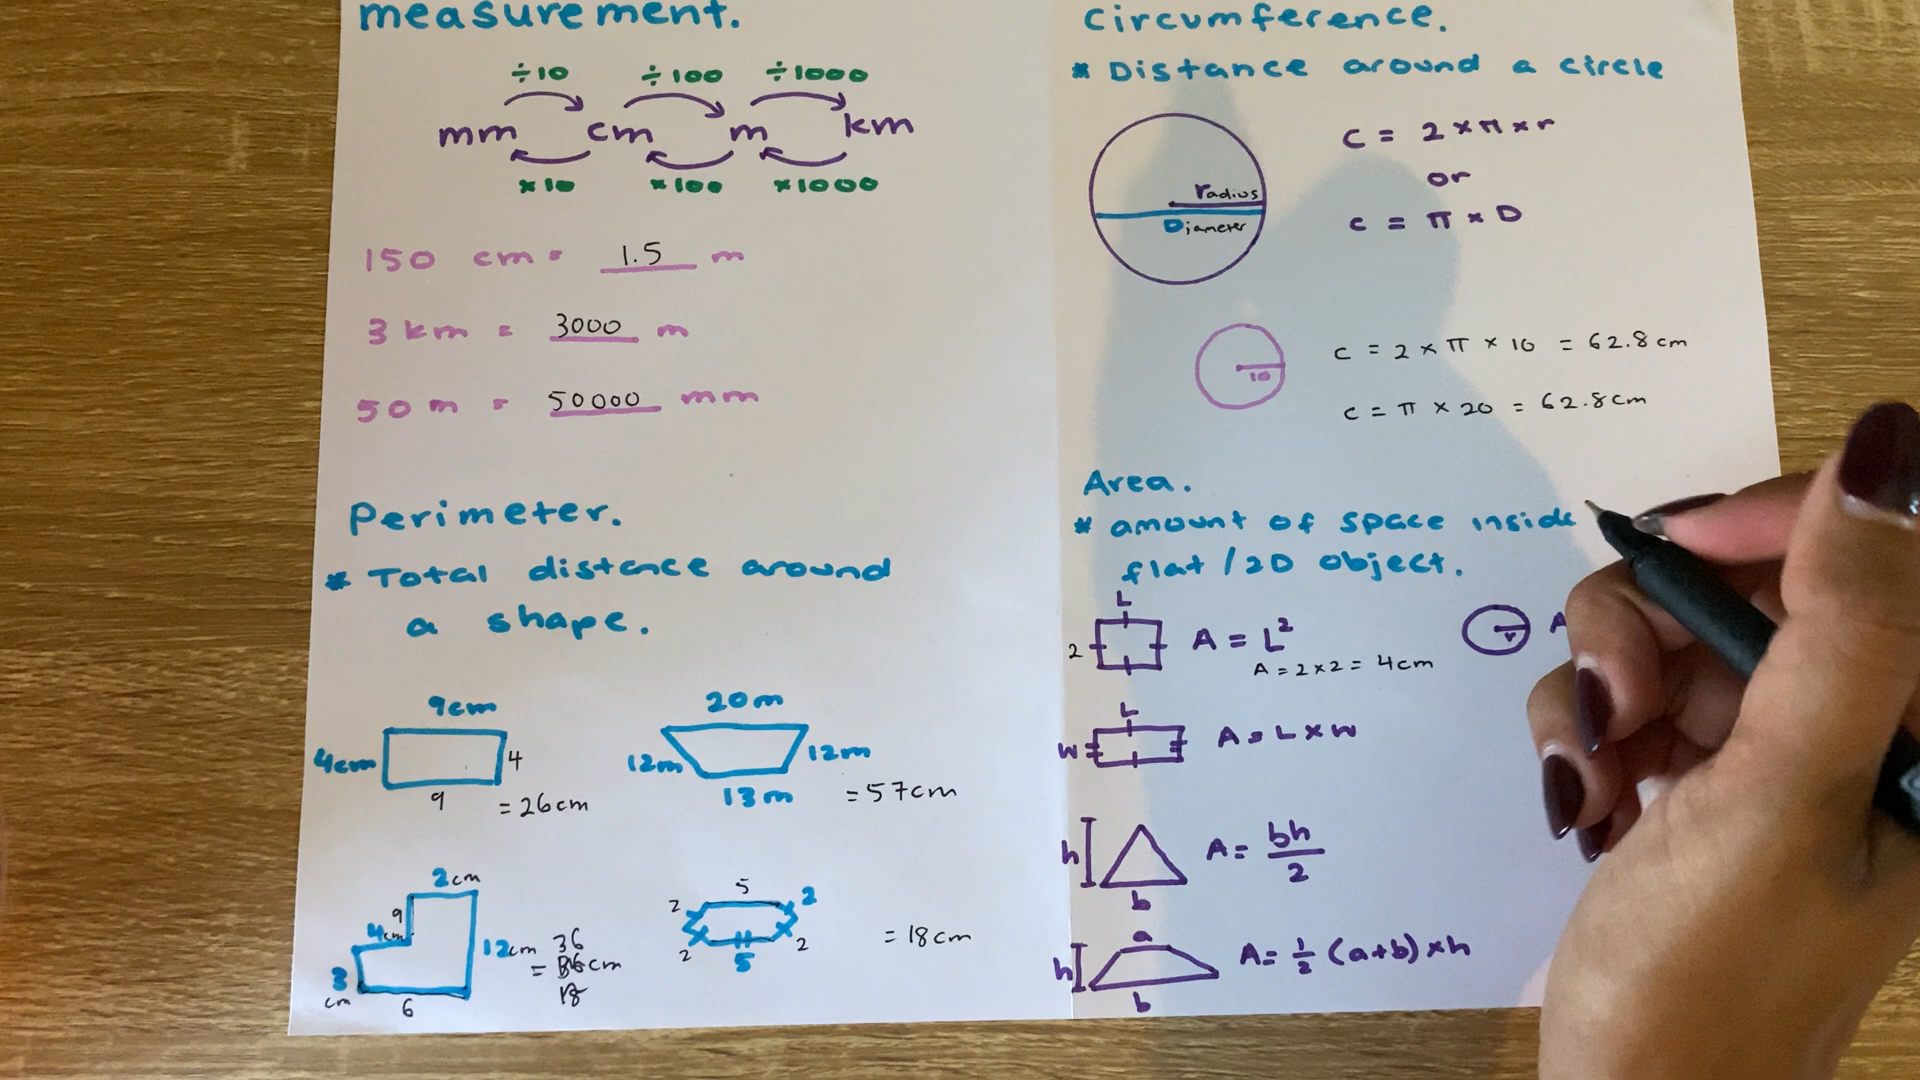 measurement.
÷10 ÷100 ÷1000
mm cm m km
×10 ×100 ×1000
150 cm = 1.5 m
3 km = 3000 m
50 m = 50000 mm
Perimeter.
* Total distance around
a shape.
9cm
4cm 4
9 = 26cm
20m
12m 12m
13m = 57cm
2cm
9
4cm
12cm 36
3 = cm
cm
6
18
5
2 2
2 2
5
= 18cm
Circumference.
* Distance around a circle
radius
Diameter
C = 2 × π × r
or
C = π × D
10
C = 2 × π × 10 = 62.8cm
C = π × 20 = 62.8cm
Area.
* amount of space inside
flat / 2D object.
L
2 A = L²
A = 2 × 2 = 4cm
r A
L
W A = L × W
h A = bh/2
b
a
h A = 1/2 (a+b) × h
b